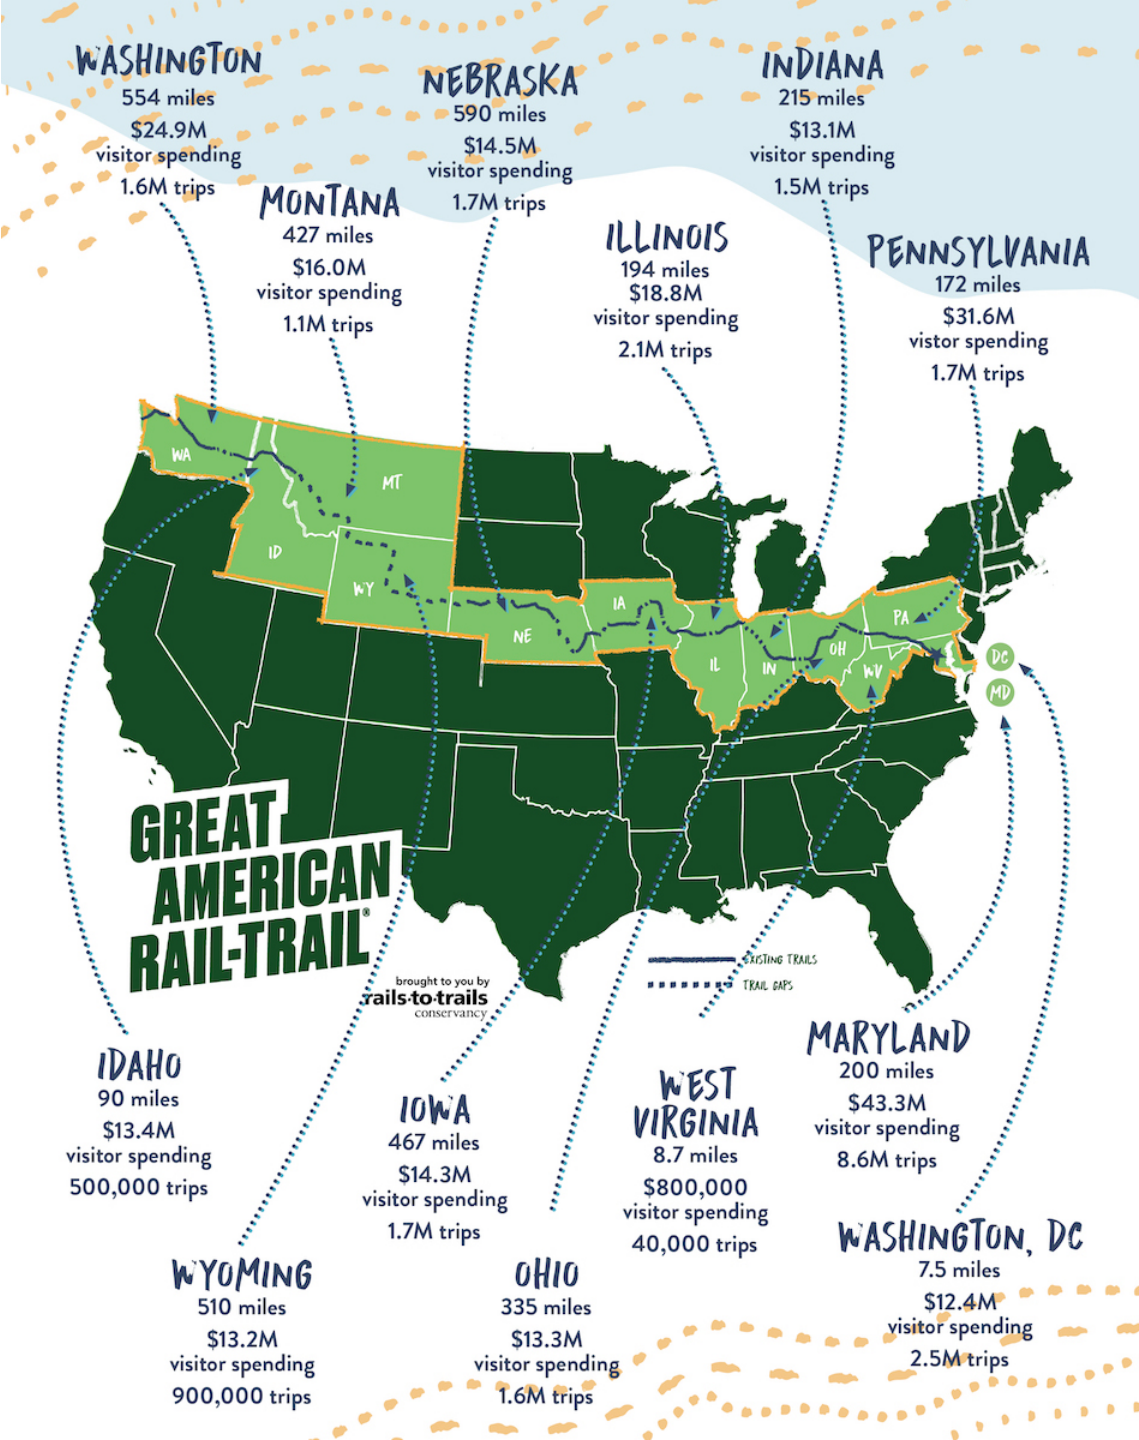 WASHINGTON
554 miles
$24.9M
visitor spending
1.6M trips
NEBRASKA
590 miles
$14.5M
visitor spending
1.7M trips
INDIANA
215 miles
$13.1M
visitor spending
1.5M trips
MONTANA
427 miles
$16.0M
visitor spending
1.1M trips
ILLINOIS
194 miles
$18.8M
visitor spending
2.1M trips
PENNSYLVANIA
172 miles
$31.6M
vistor spending
1.7M trips
WA
MT
ID
WY
NE
IA
IL
IN
OH
PA
WV
DC
MD
GREAT
AMERICAN
RAIL-TRAIL®
brought to you by
rails-to-trails
conservancy
EXISTING TRAILS
TRAIL GAPS
IDAHO
90 miles
$13.4M
visitor spending
500,000 trips
WYOMING
510 miles
$13.2M
visitor spending
900,000 trips
IOWA
467 miles
$14.3M
visitor spending
1.7M trips
OHIO
335 miles
$13.3M
visitor spending
1.6M trips
WEST
VIRGINIA
8.7 miles
$800,000
visitor spending
40,000 trips
MARYLAND
200 miles
$43.3M
visitor spending
8.6M trips
WASHINGTON, DC
7.5 miles
$12.4M
visitor spending
2.5M trips